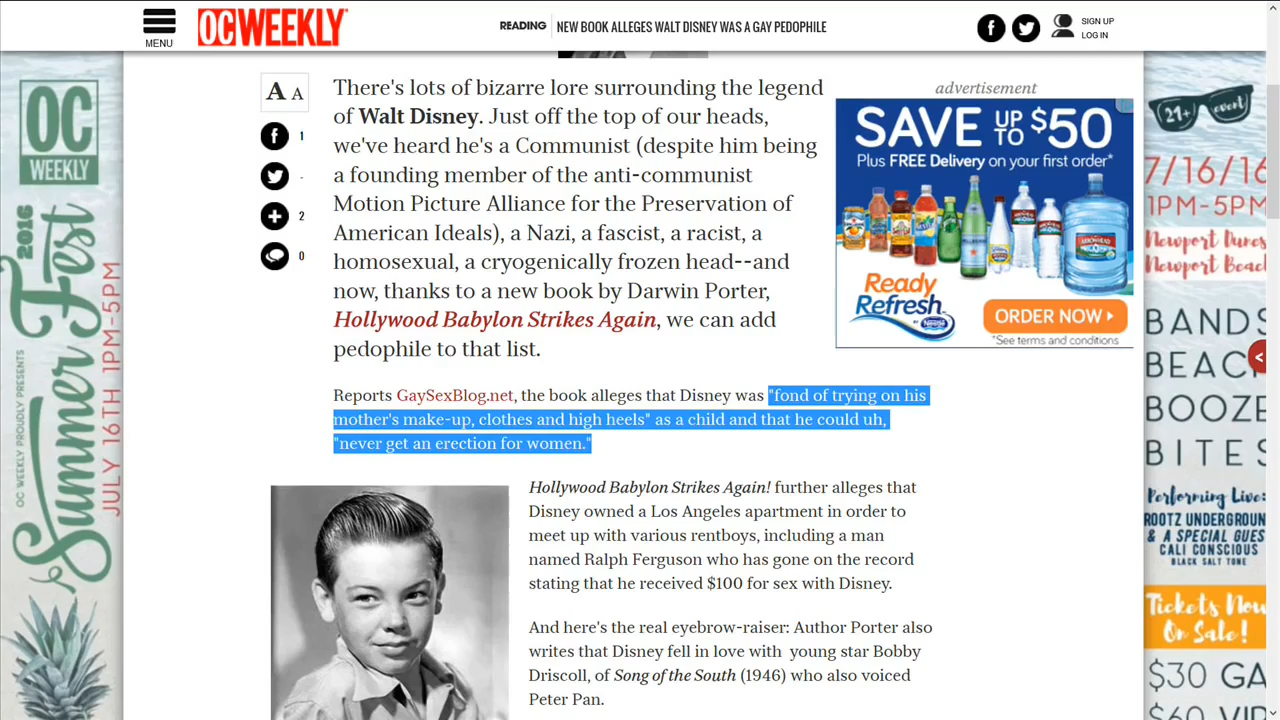 MENU
OC WEEKLY
READING
NEW BOOK ALLEGES WALT DISNEY WAS A GAY PEDOPHILE
SIGN UP
LOG IN
A A
1
-
2
0
There's lots of bizarre lore surrounding the legend
of Walt Disney. Just off the top of our heads,
we've heard he's a Communist (despite him being
a founding member of the anti-communist
Motion Picture Alliance for the Preservation of
American Ideals), a Nazi, a fascist, a racist, a
homosexual, a cryogenically frozen head--and
now, thanks to a new book by Darwin Porter,
Hollywood Babylon Strikes Again, we can add
pedophile to that list.
Reports GaySexBlog.net, the book alleges that Disney was "fond of trying on his
mother's make-up, clothes and high heels" as a child and that he could uh,
"never get an erection for women."
Hollywood Babylon Strikes Again! further alleges that
Disney owned a Los Angeles apartment in order to
meet up with various rentboys, including a man
named Ralph Ferguson who has gone on the record
stating that he received $100 for sex with Disney.
And here's the real eyebrow-raiser: Author Porter also
writes that Disney fell in love with young star Bobby
Driscoll, of Song of the South (1946) who also voiced
Peter Pan.
advertisement
SAVE UP TO $50
Plus FREE Delivery on your first order*
Ready
Refresh
BY Nestlé
ORDER NOW
*See terms and conditions
OC
WEEKLY
2016
Summer Fest
OC WEEKLY PROUDLY PRESENTS
JULY 16TH 1PM-5PM
21+ EVENT
7/16/16
1PM-5PM
Newport Dunes
Newport Beach
<
BANDS
BEAC
BOOZE
BITES
Performing Live:
ROOTZ UNDERGROUN
& A SPECIAL GUES
CALI CONSCIOUS
BLACK SALT TONE
Tickets Now
On Sale!
$30 GA
$60 VIP